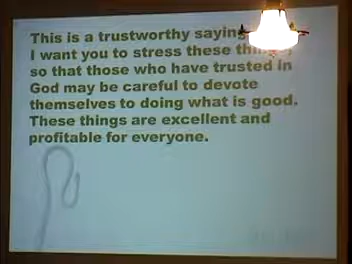 This is a trustworthy saying
I want you to stress these
so that those who have trusted in
God may be careful to devote
themselves to doing what is good.
These things are excellent and
profitable for everyone.